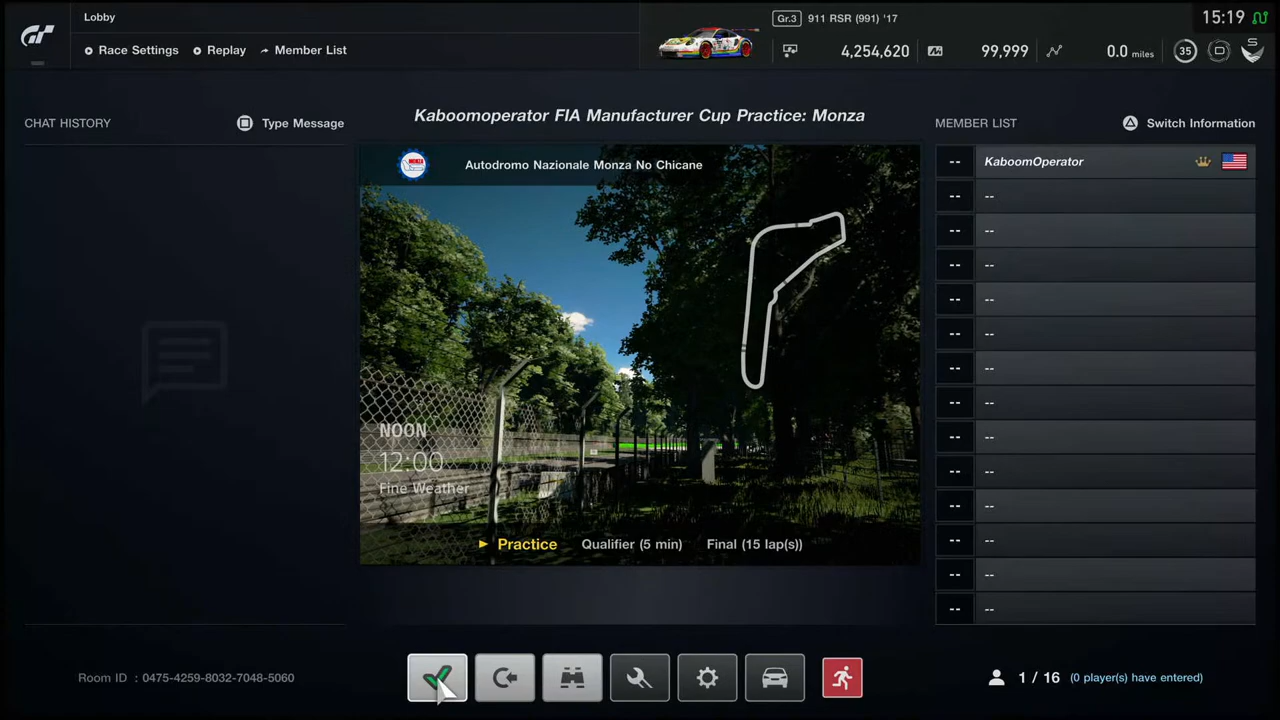 Lobby
Race Settings
Replay
Member List
Gr.3
911 RSR (991) '17
4,254,620
99,999
0.0 miles
15:19
35
S
CHAT HISTORY
Type Message
Kaboomoperator FIA Manufacturer Cup Practice: Monza
MONZA
Autodromo Nazionale Monza No Chicane
NOON
12:00
Fine Weather
Practice
Qualifier (5 min)
Final (15 lap(s))
MEMBER LIST
Switch Information
-- KaboomOperator
-- --
-- --
-- --
-- --
-- --
-- --
-- --
-- --
-- --
-- --
-- --
-- --
-- --
Room ID : 0475-4259-8032-7048-5060
1 / 16
(0 player(s) have entered)